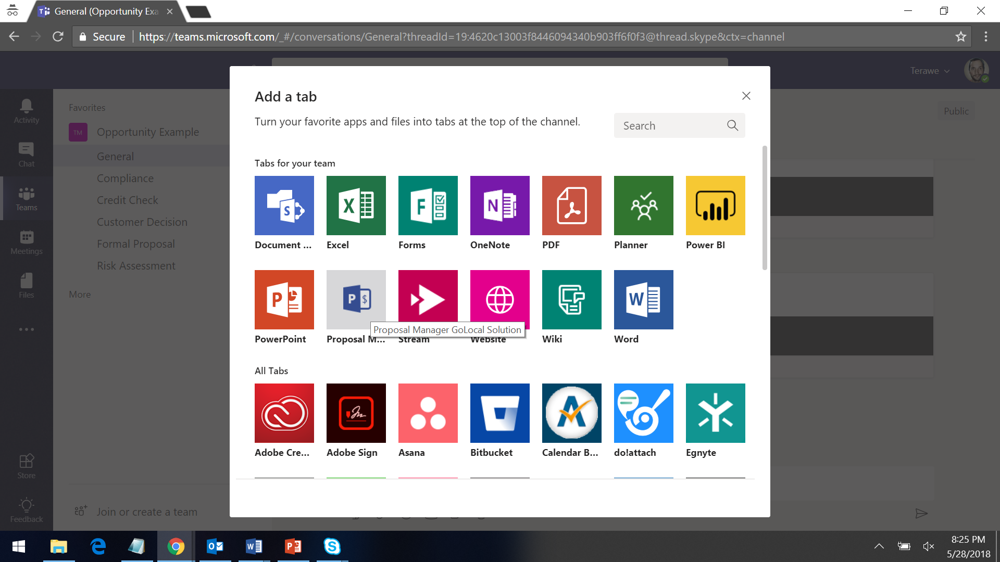 General (Opportunity Exa
Secure
https://teams.microsoft.com/_#/conversations/General?threadId=19:4620c13003f8446094340b903ff6f0f3@thread.skype&ctx=channel
Terawe
Activity
Chat
Teams
Meetings
Files
Store
Feedback
Favorites
TM
Opportunity Example
General
Compliance
Credit Check
Customer Decision
Formal Proposal
Risk Assessment
More
Join or create a team
Public
Add a tab
Turn your favorite apps and files into tabs at the top of the channel.
Search
Tabs for your team
Document ...
Excel
Forms
OneNote
PDF
Planner
Power BI
PowerPoint
Proposal M...
Stream
Website
Wiki
Word
Proposal Manager GoLocal Solution
All Tabs
Adobe Cre...
Adobe Sign
Asana
Bitbucket
Calendar B...
do!attach
Egnyte
8:25 PM
5/28/2018